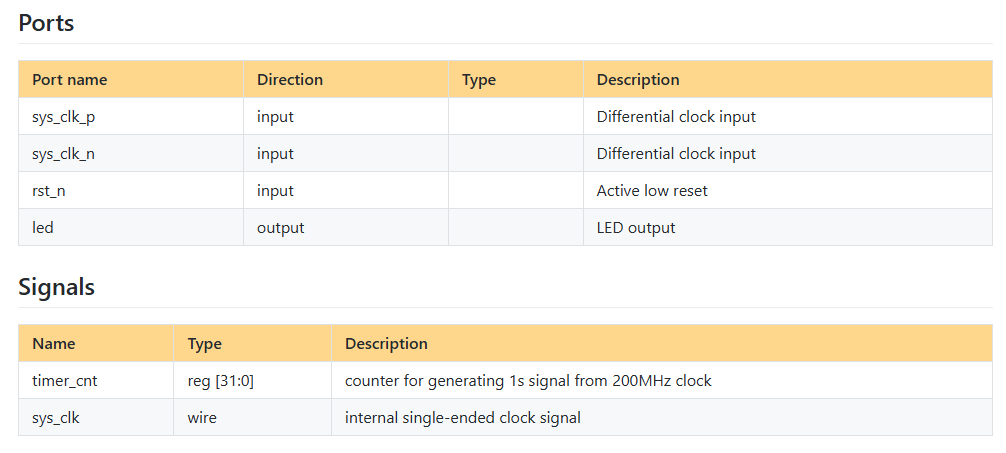 Ports
Port name Direction Type Description
sys_clk_p input Differential clock input
sys_clk_n input Differential clock input
rst_n input Active low reset
led output LED output
Signals
Name Type Description
timer_cnt reg [31:0] counter for generating 1s signal from 200MHz clock
sys_clk wire internal single-ended clock signal